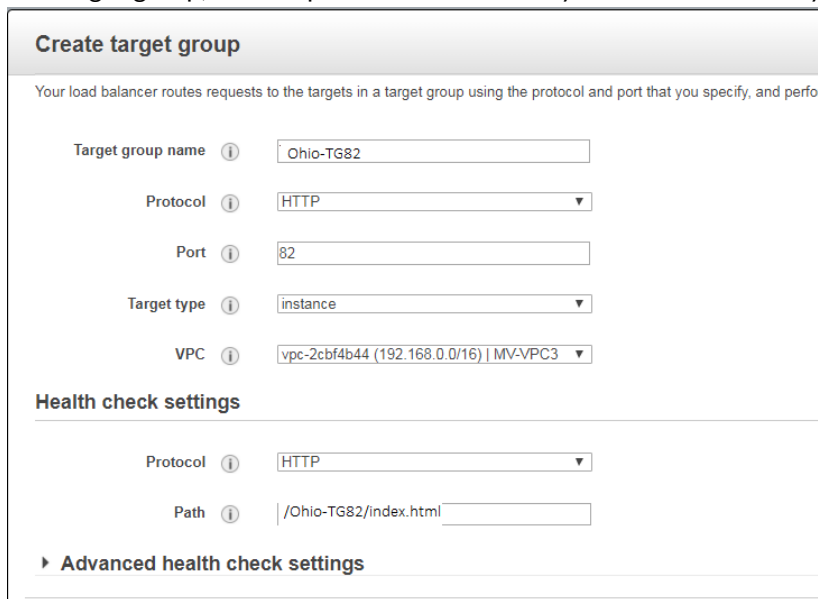 Create target group
Your load balancer routes requests to the targets in a target group using the protocol and port that you specify, and perfo
Target group name i Ohio-TG82
Protocol i HTTP
Port i 82
Target type i instance
VPC i vpc-2cbf4b44 (192.168.0.0/16) | MV-VPC3
Health check settings
Protocol i HTTP
Path i /Ohio-TG82/index.html
Advanced health check settings